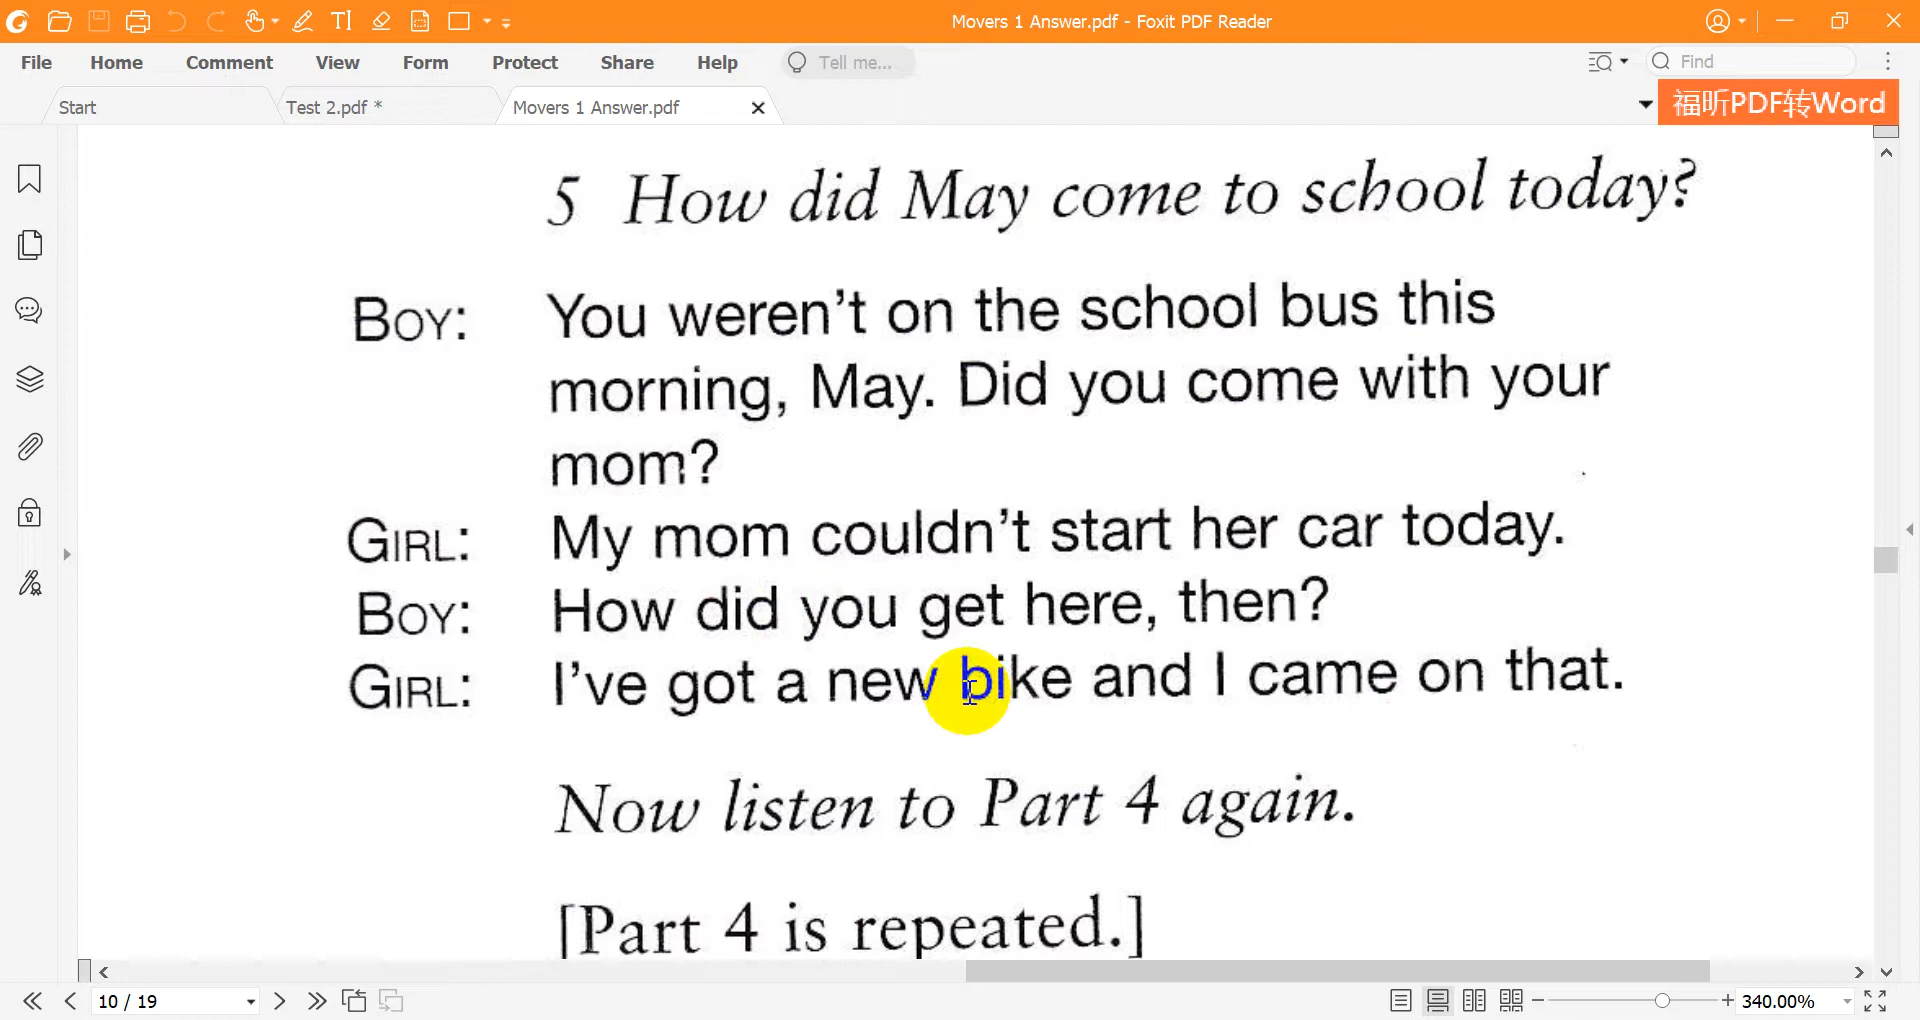 Movers 1 Answer.pdf - Foxit PDF Reader
File Home Comment View Form Protect Share Help Tell me... Find
Start Test 2.pdf * Movers 1 Answer.pdf 福昕PDF转Word
5 How did May come to school today?
BOY: You weren't on the school bus this
morning, May. Did you come with your
mom?
GIRL: My mom couldn't start her car today.
BOY: How did you get here, then?
GIRL: I've got a new bike and I came on that.
Now listen to Part 4 again.
[Part 4 is repeated.]
10 / 19 340.00%